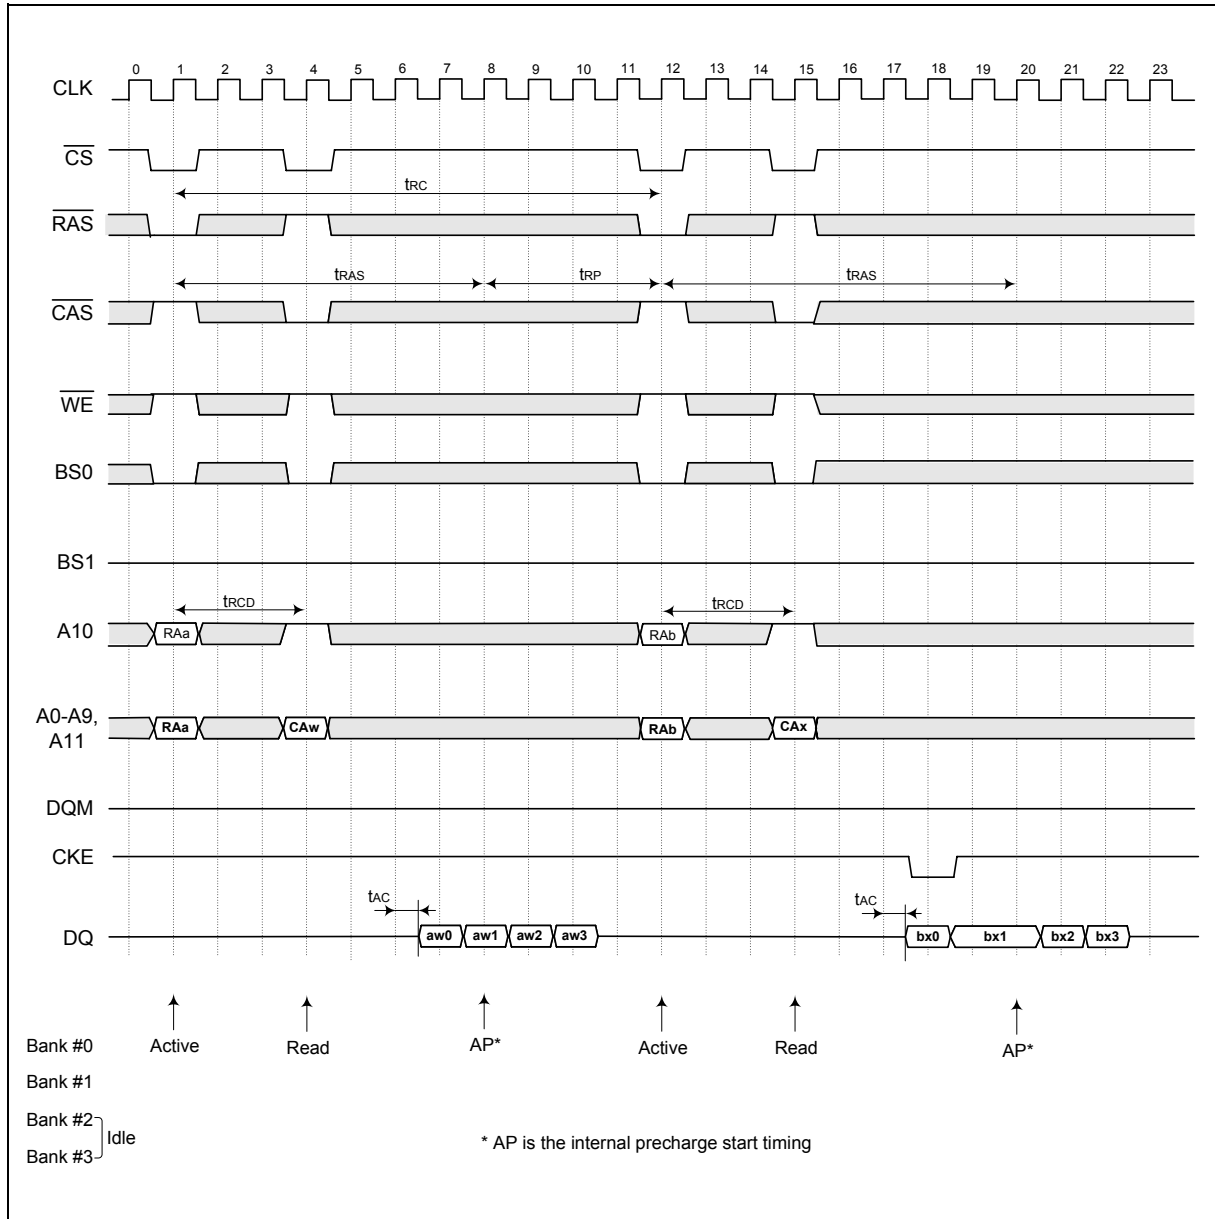 0 1 2 3 4 5 6 7 8 9 10 11 12 13 14 15 16 17 18 19 20 21 22 23
CLK
CS
tRC
RAS
tRAS tRP tRAS
CAS
WE
BS0
BS1
tRCD tRCD
A10 RAa RAb
A0-A9,
A11
RAa CAw RAb CAx
DQM
CKE
tAC tAC
DQ aw0 aw1 aw2 aw3 bx0 bx1 bx2 bx3
Bank #0 Active Read AP* Active Read AP*
Bank #1
Bank #2
Idle
Bank #3
* AP is the internal precharge start timing